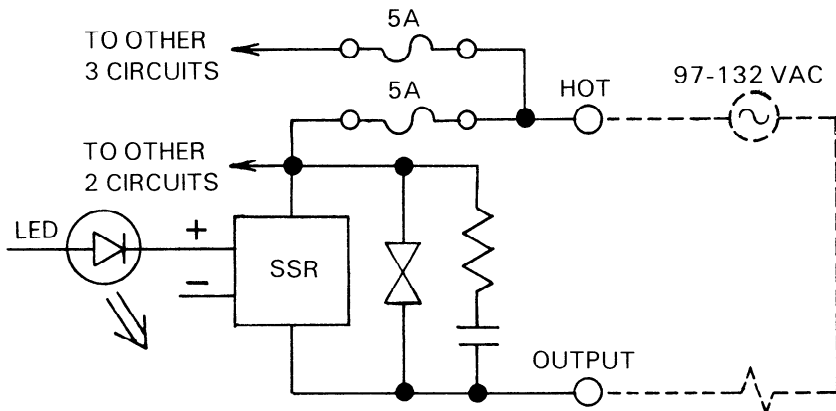 5A
TO OTHER
3 CIRCUITS
97-132 VAC
HOT
5A
TO OTHER
2 CIRCUITS
LED
+
SSR
−
OUTPUT